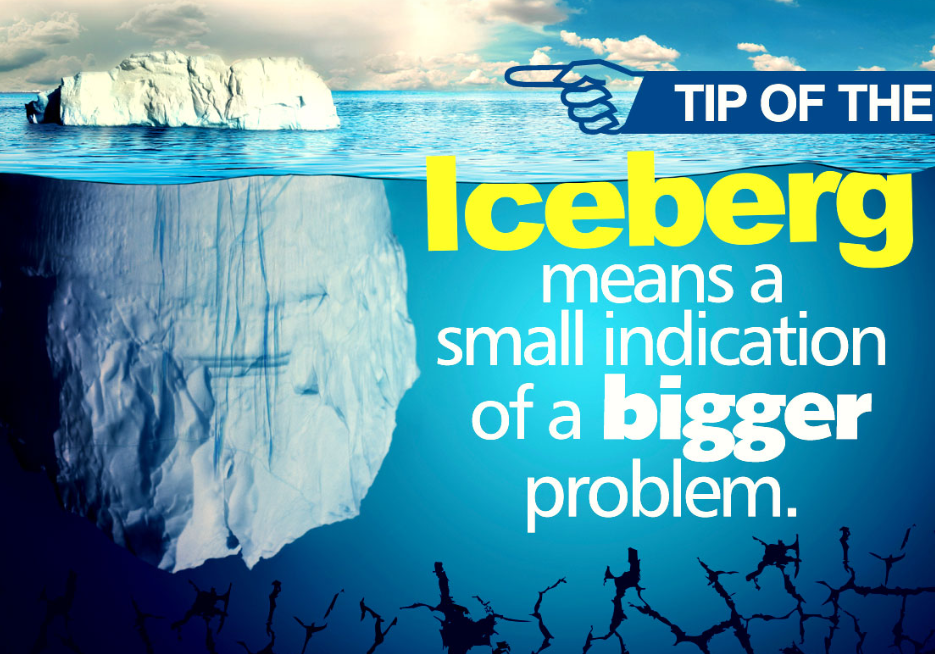 TIP OF THE
Iceberg
means a
small indication
of a bigger
problem.